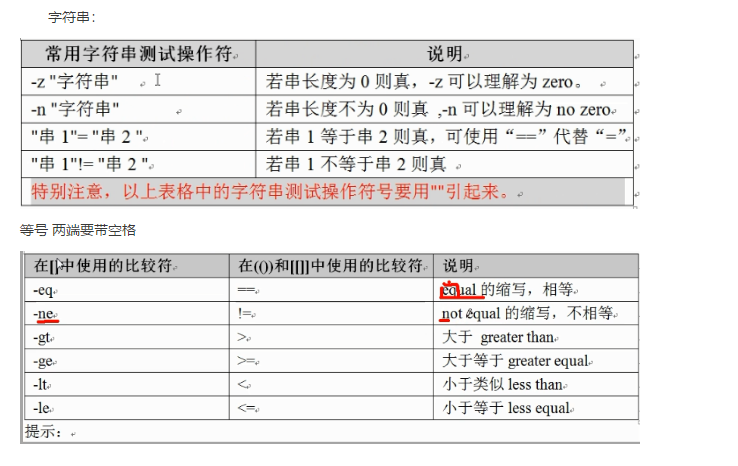 字符串：
常用字符串测试操作符 说明
-z "字符串" 若串长度为 0 则真，-z 可以理解为 zero。
-n "字符串" 若串长度不为 0 则真 ,-n 可以理解为 no zero
"串 1"= "串 2 " 若串 1 等于串 2 则真，可使用“==”代替“=”
"串 1"!= "串 2 " 若串 1 不等于串 2 则真
特别注意，以上表格中的字符串测试操作符号要用""引起来。
等号 两端要带空格
在[]中使用的比较符 在(())和[[]]中使用的比较符 说明
-eq == equal 的缩写，相等
-ne != not equal 的缩写，不相等
-gt > 大于 greater than
-ge >= 大于等于 greater equal
-lt < 小于类似 less than
-le <= 小于等于 less equal
提示：